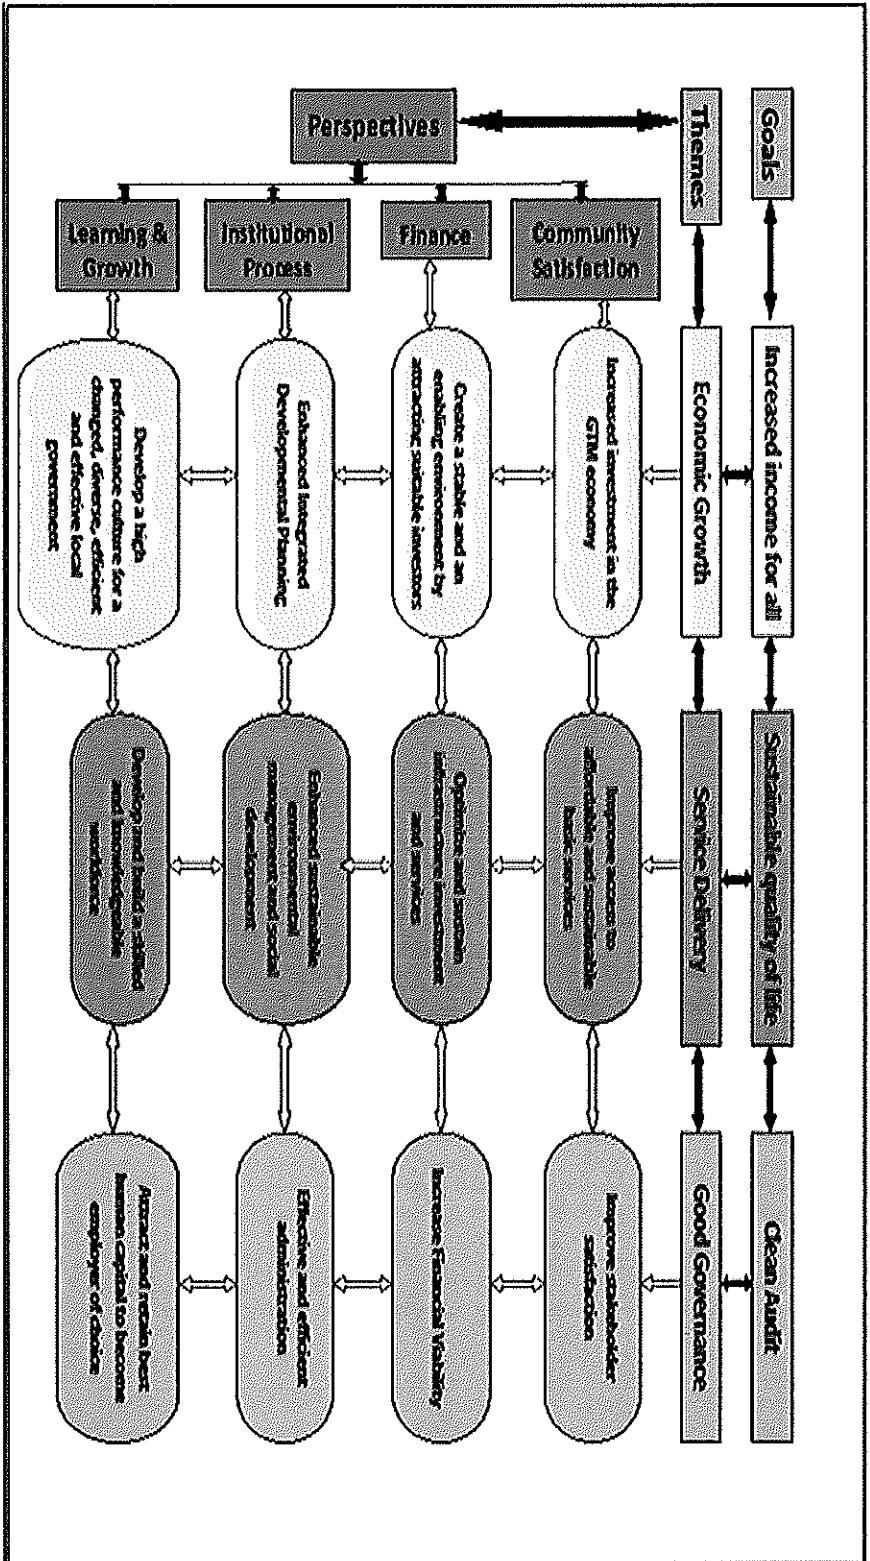 Goals
Increased income for all
Sustainable quality of life
Clean Audit
Themes
Economic Growth
Service Delivery
Good Governance
Perspectives
Community
Satisfaction
Increased investment in the
GTM economy
Improve access to
affordable and sustainable
basic services
Improve stakeholder
satisfaction
Finance
Create a stable and an
enabling environment by
attracting suitable investors
Optimize and sustain
infrastructure investment
and services
Increase Financial Viability
Institutional
Process
Enhanced Integrated
Developmental Planning
Enhanced sustainable
environmental
management and social
development
Effective and efficient
administration
Learning &
Growth
Develop a high
performance culture for a
changed, diverse, efficient
and effective local
government
Develop and build a skilled
and knowledgeable
workforce
Attract and retain best
human capital to become
employer of choice